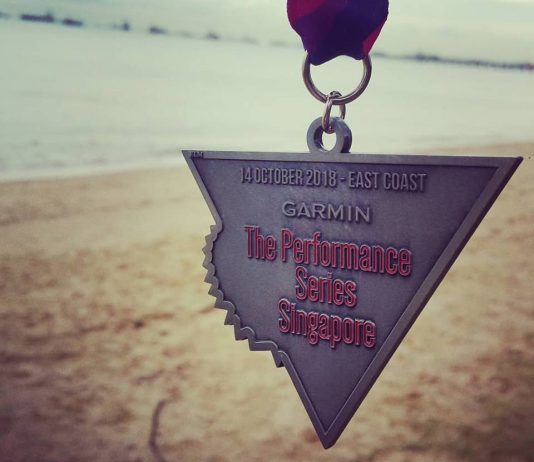 14 OCTOBER 2018 - EAST COAST
GARMIN
The Performance
Series
Singapore